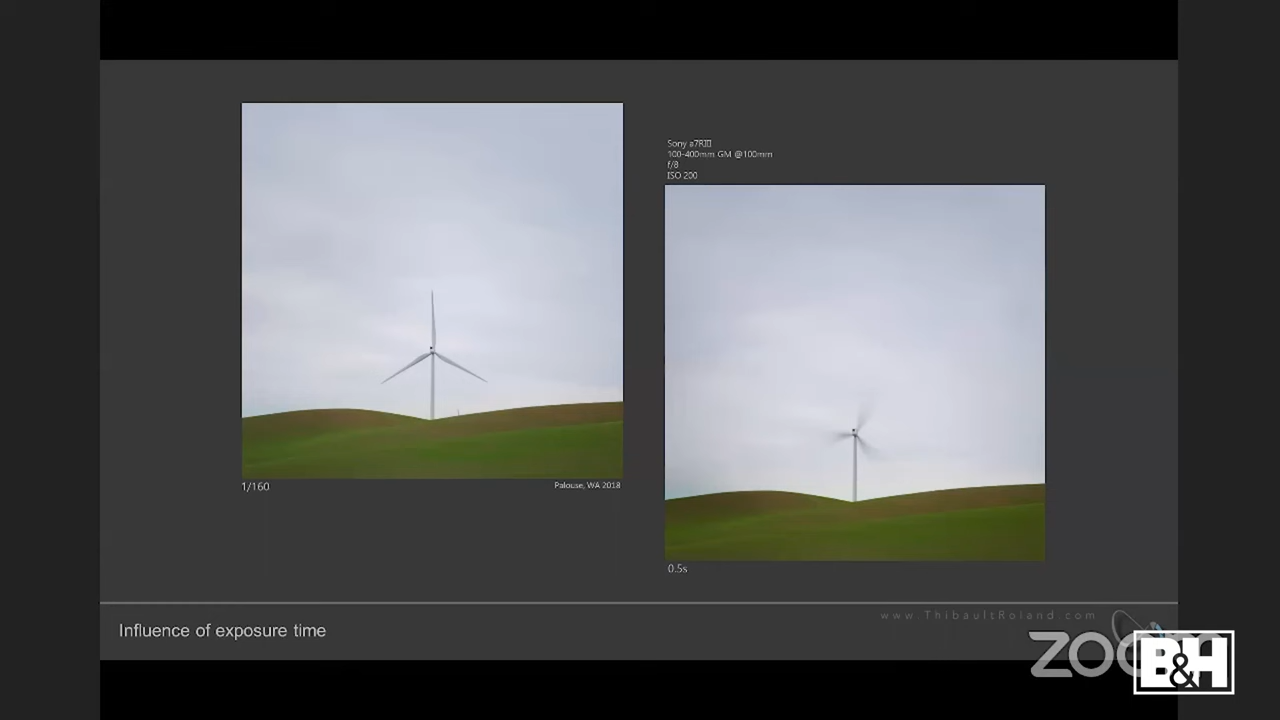 Sony a7RIII
100-400mm GM @100mm
f/8
ISO 200
1/160
Palouse, WA 2018
0.5s
www.ThibaultRoland.com
Influence of exposure time
B&H